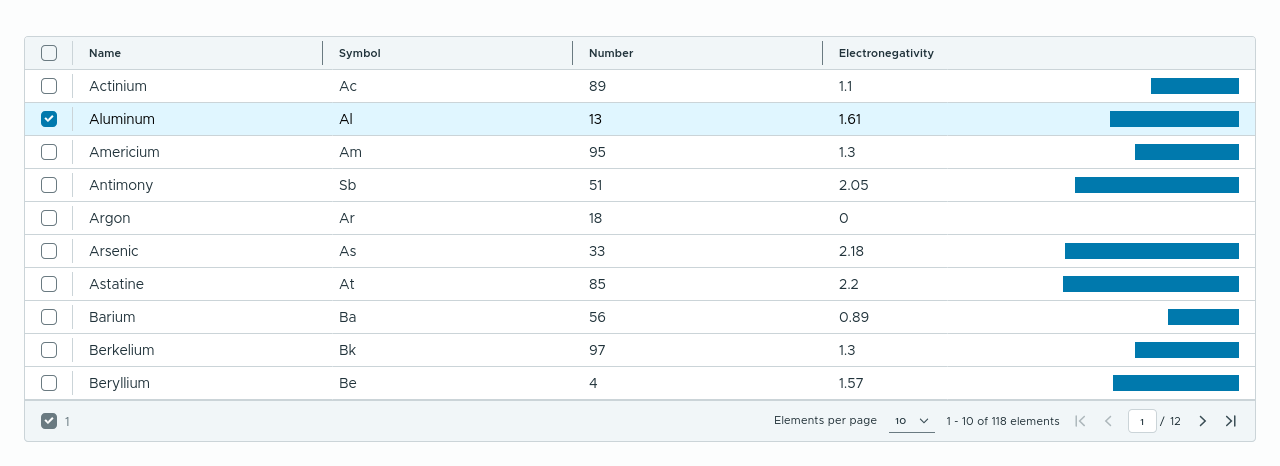 Name Symbol Number Electronegativity
Actinium Ac 89 1.1
Aluminum Al 13 1.61
Americium Am 95 1.3
Antimony Sb 51 2.05
Argon Ar 18 0
Arsenic As 33 2.18
Astatine At 85 2.2
Barium Ba 56 0.89
Berkelium Bk 97 1.3
Beryllium Be 4 1.57
1 Elements per page 10 1 - 10 of 118 elements 1 / 12